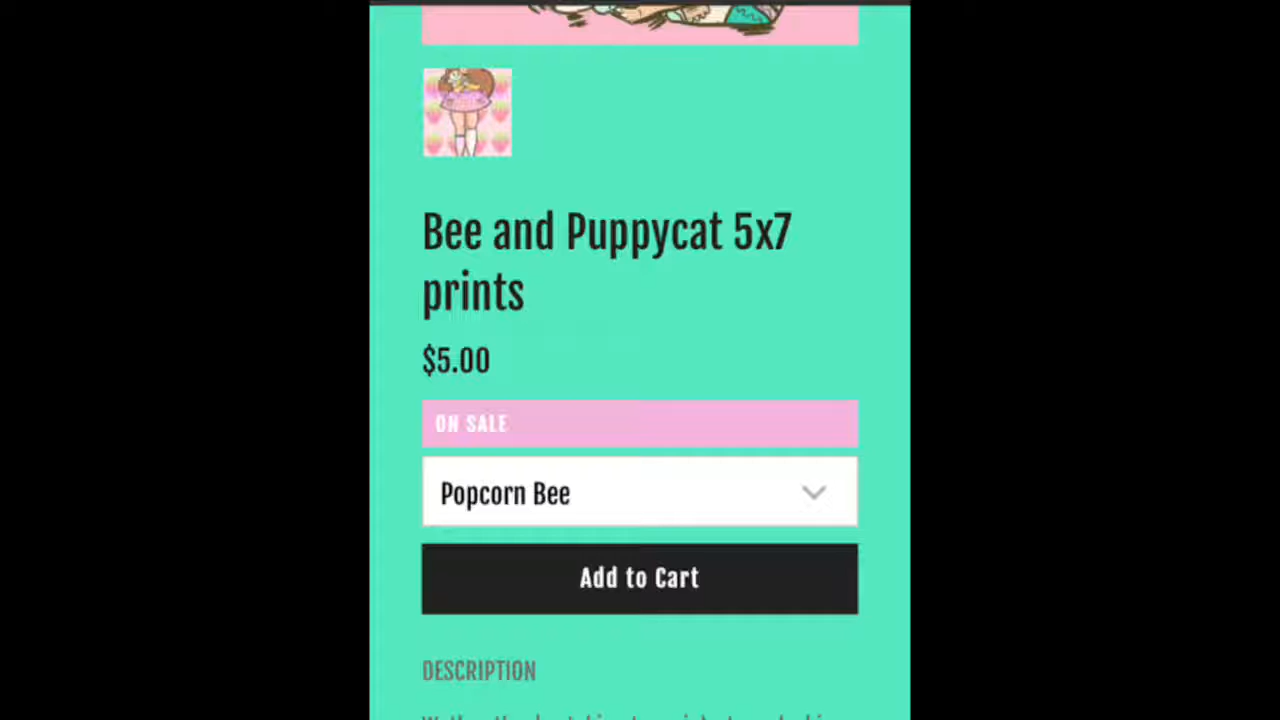 Bee and Puppycat 5x7
prints
$5.00
ON SALE
Popcorn Bee
Add to Cart
DESCRIPTION